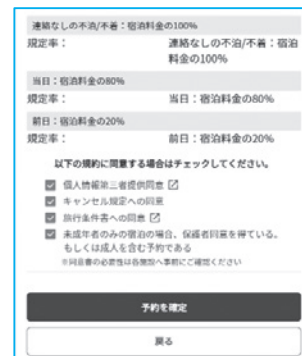 連絡なしの不泊/不着：宿泊料金の100%
規定率： 連絡なしの不泊/不着：宿泊
料金の100%
当日：宿泊料金の80%
規定率： 当日：宿泊料金の80%
前日：宿泊料金の20%
規定率： 前日：宿泊料金の20%
以下の規約に同意する場合はチェックしてください。
個人情報第三者提供同意
キャンセル規定への同意
旅行条件書への同意
未成年者のみの宿泊の場合、保護者同意を得ている。
もしくは成人を含む予約である
※同意書の必要性は各施設へ事前にご確認ください
予約を確定
戻る